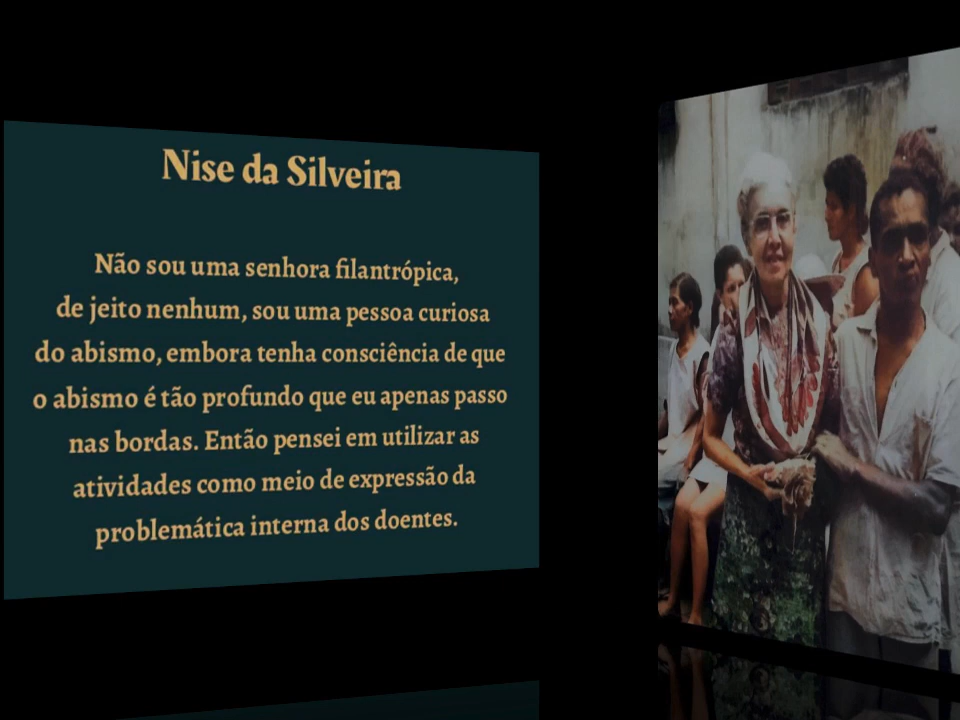 Nise da Silveira
Não sou uma senhora filantrópica,
de jeito nenhum, sou uma pessoa curiosa
do abismo, embora tenha consciência de que
o abismo é tão profundo que eu apenas passo
nas bordas. Então pensei em utilizar as
atividades como meio de expressão da
problemática interna dos doentes.